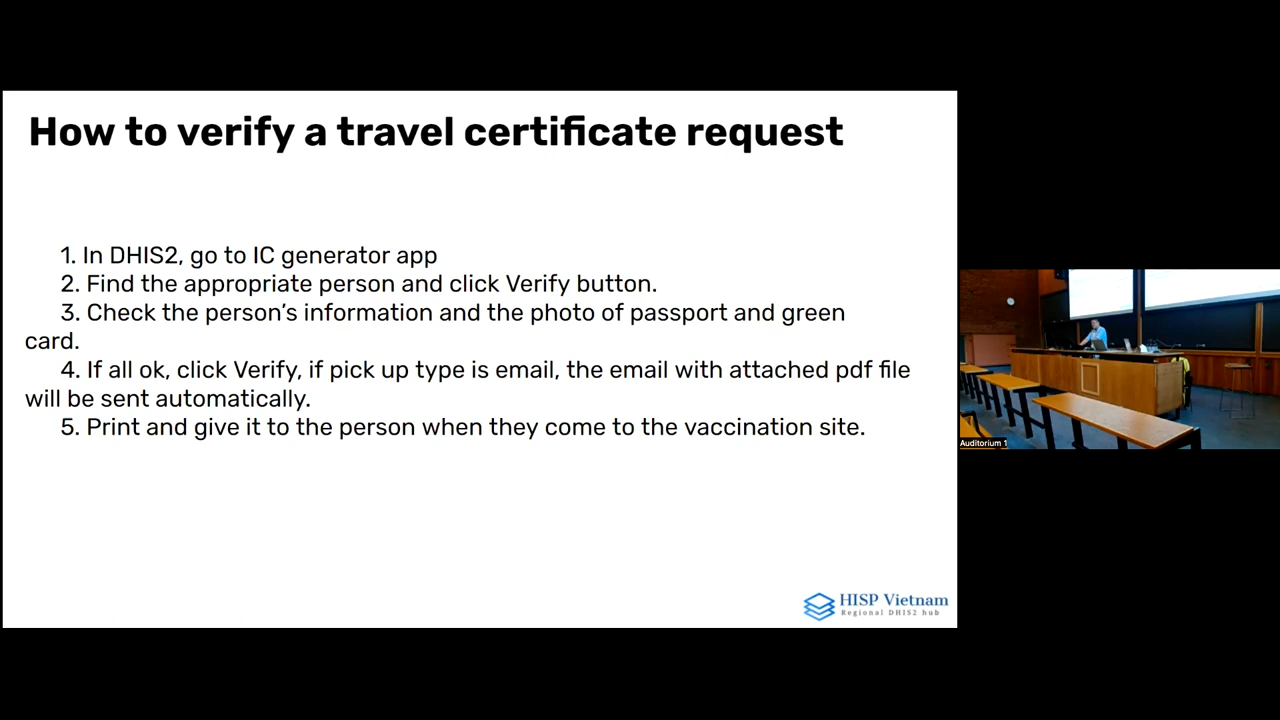 How to verify a travel certificate request
1. In DHIS2, go to IC generator app
2. Find the appropriate person and click Verify button.
3. Check the person’s information and the photo of passport and green
card.
4. If all ok, click Verify, if pick up type is email, the email with attached pdf file
will be sent automatically.
5. Print and give it to the person when they come to the vaccination site.
HISP Vietnam
Regional DHIS2 hub
Auditorium 1